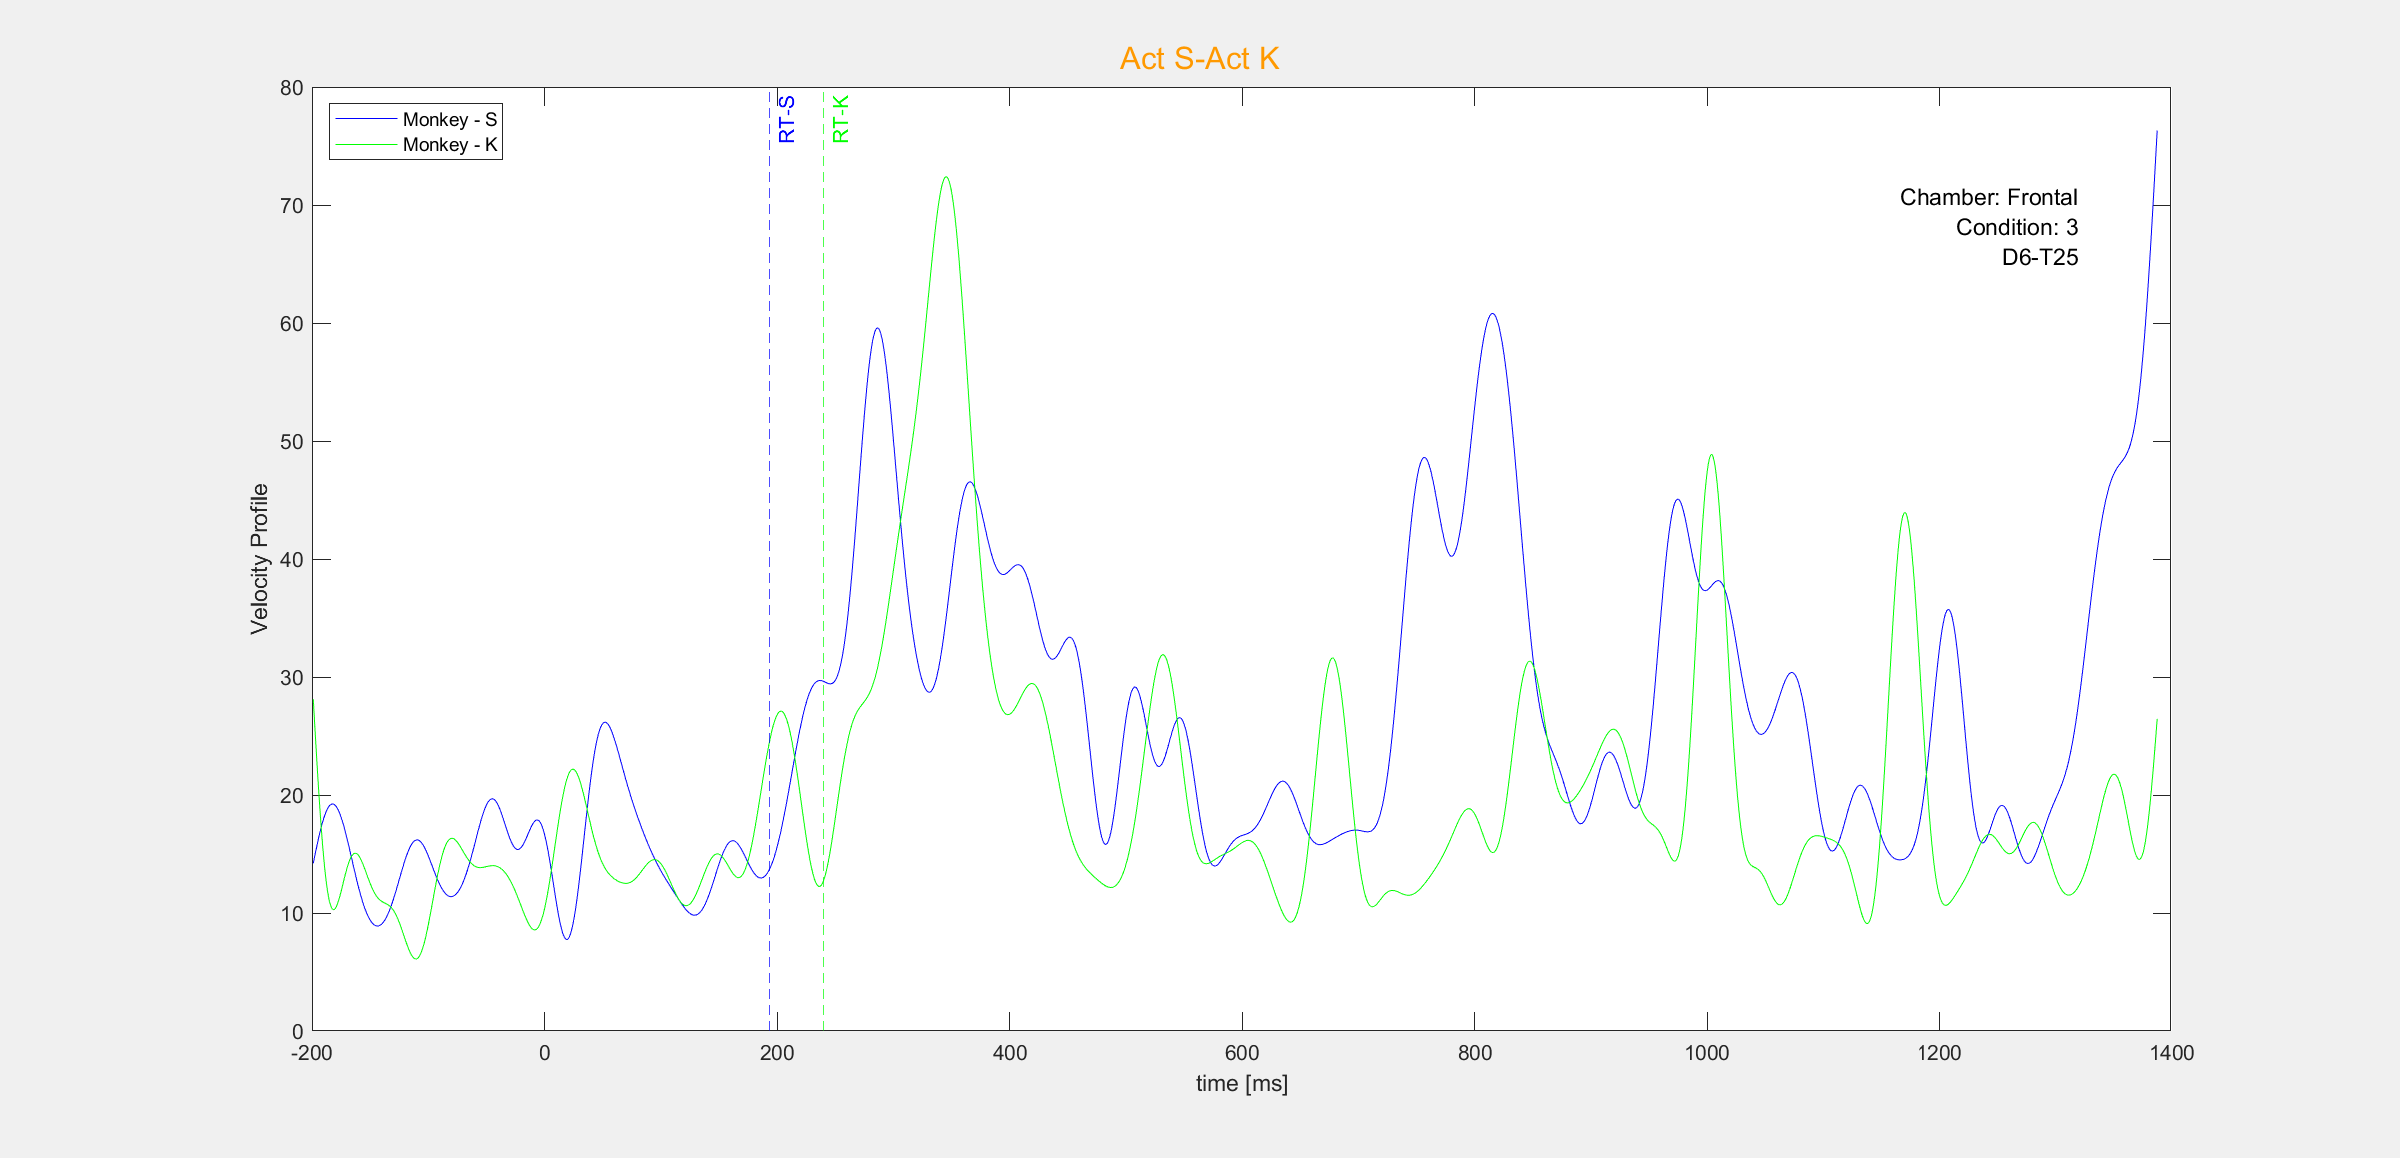 Act S-Act K
80
70
60
50
40
30
20
10
0
Velocity Profile
Monkey - S
Monkey - K
RT-S
RT-K
Chamber: Frontal
Condition: 3
D6-T25
-200 0 200 400 600 800 1000 1200 1400
time [ms]